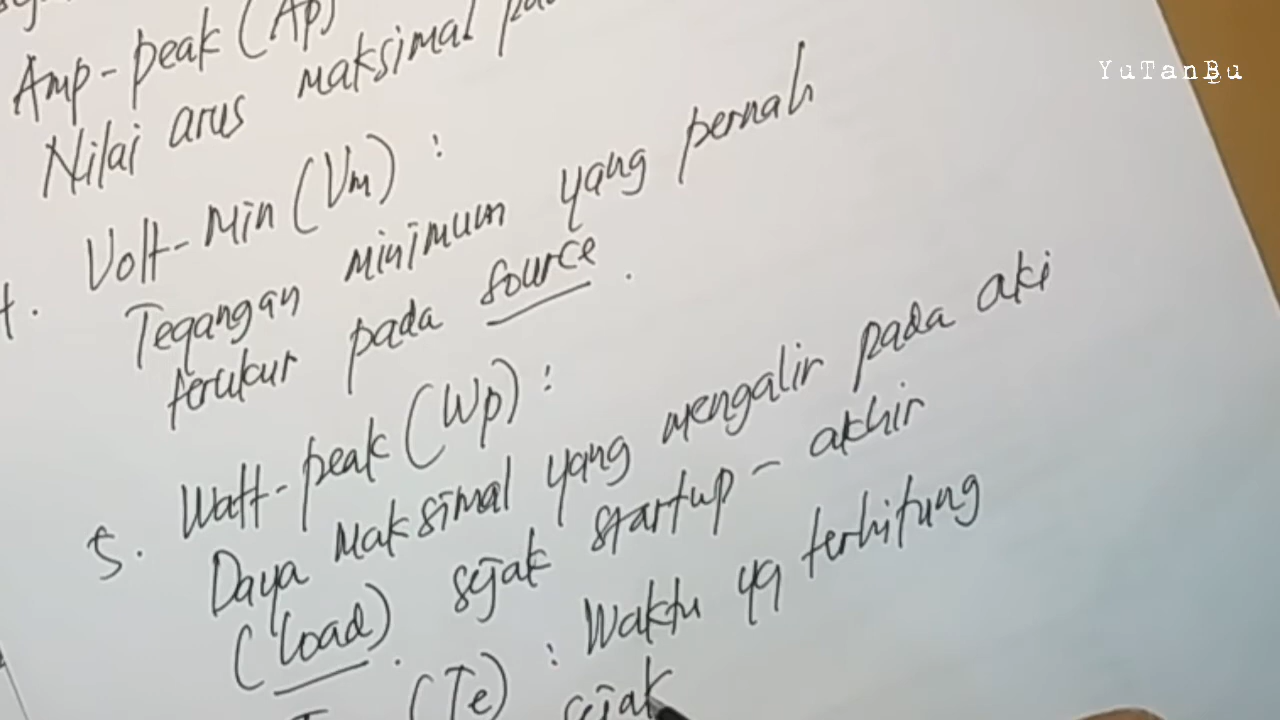 Amp-peak (Ap)
Nilai arus maksimal
YuTanBu
4. Volt-Min (Vm) :
Tegangan minimum yang pernah
terukur pada source.
5. Watt-peak (Wp) :
Daya Maksimal yang mengalir pada aki
(Load) sejak startup - akhir
(Te) : Waktu yg terhitung
sejak